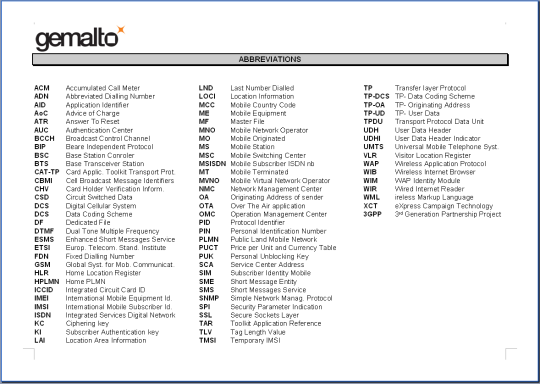 gemalto
ABBREVIATIONS
ACM Accumulated Call Meter
ADN Abbreviated Dialling Number
AID Application Identifier
AoC Advice of Charge
ATR Answer To Reset
AUC Authentication Center
BCCH Broadcast Control Channel
BIP Beare Independent Protocol
BSC Base Station Conroler
BTS Base Transceiver Station
CAT-TP Card Applic. Toolkit Transport Prot.
CBMI Cell Broadcast Message Identifiers
CHV Card Holder Verification Inform.
CSD Circuit Switched Data
DCS Digital Cellular System
DCS Data Coding Scheme
DF Dedicated File
DTMF Dual Tone Multiple Frequency
ESMS Enhanced Short Messages Service
ETSI Europ. Telecom. Stand. Institute
FDN Fixed Dialling Number
GSM Global Syst. for Mob. Communicat.
HLR Home Location Register
HPLMN Home PLMN
ICCID Integrated Circuit Card ID
IMEI International Mobile Equipment Id.
IMSI International Mobile Subscriber Id.
ISDN Integrated Services Digital Network
KC Ciphering key
KI Subscriber Authentication key
LAI Location Area Information
LND Last Number Dialled
LOCI Location Information
MCC Mobile Country Code
ME Mobile Equipment
MF Master File
MNO Mobile Network Operator
MO Mobile Originated
MS Mobile Station
MSC Mobile Switching Center
MSISDN Mobile Subscriber ISDN nb
MT Mobile Terminated
MVNO Mobile Virtual Network Operator
NMC Network Management Center
OA Originating Address of sender
OTA Over The Air application
OMC Operation Management Center
PID Protocol Identifier
PIN Personal Identification Number
PLMN Public Land Mobile Network
PUCT Price per Unit and Currency Table
PUK Personal Unblocking Key
SCA Service Center Address
SIM Subscriber Identity Mobile
SME Short Message Entity
SMS Short Messages Service
SNMP Simple Network Manag. Protocol
SPI Security Parameter Indication
SSL Secure Sockets Layer
TAR Toolkit Application Reference
TLV Tag Length Value
TMSI Temporary IMSI
TP Transfer layer Protocol
TP-DCS TP- Data Coding Scheme
TP-OA TP- Originating Address
TP-UD TP- User Data
TPDU Transport Protocol Data Unit
UDH User Data Header
UDHI User Data Header Indicator
UMTS Universal Mobile Telephone Syst.
VLR Visitor Location Register
WAP Wireless Application Protocol
WIB Wireless Internet Browser
WIM WAP Identity Module
WIR Wired Internet Reader
WML ireless Markup Language
XCT eXpress Campaign Technology
3GPP 3rd Generation Partnership Project